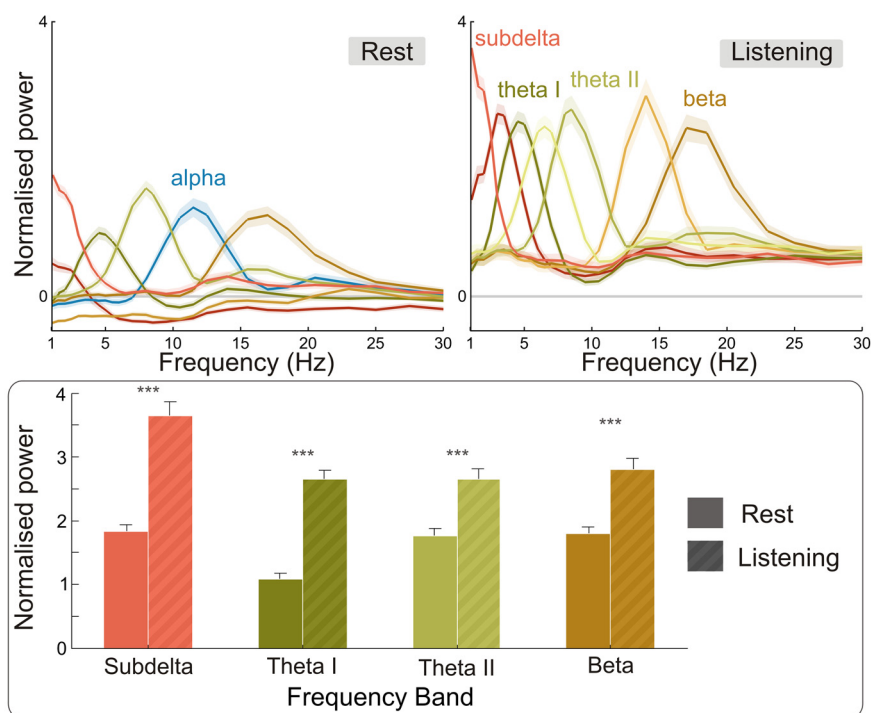 4
Rest
alpha
Normalised power
0
1 5 10 15 20 25 30
Frequency (Hz)
4
subdelta
Listening
theta I
theta II
beta
0
1 5 10 15 20 25 30
Frequency (Hz)
4
3
2
1
0
Normalised power
***
***
***
***
Rest
Listening
Subdelta Theta I Theta II Beta
Frequency Band